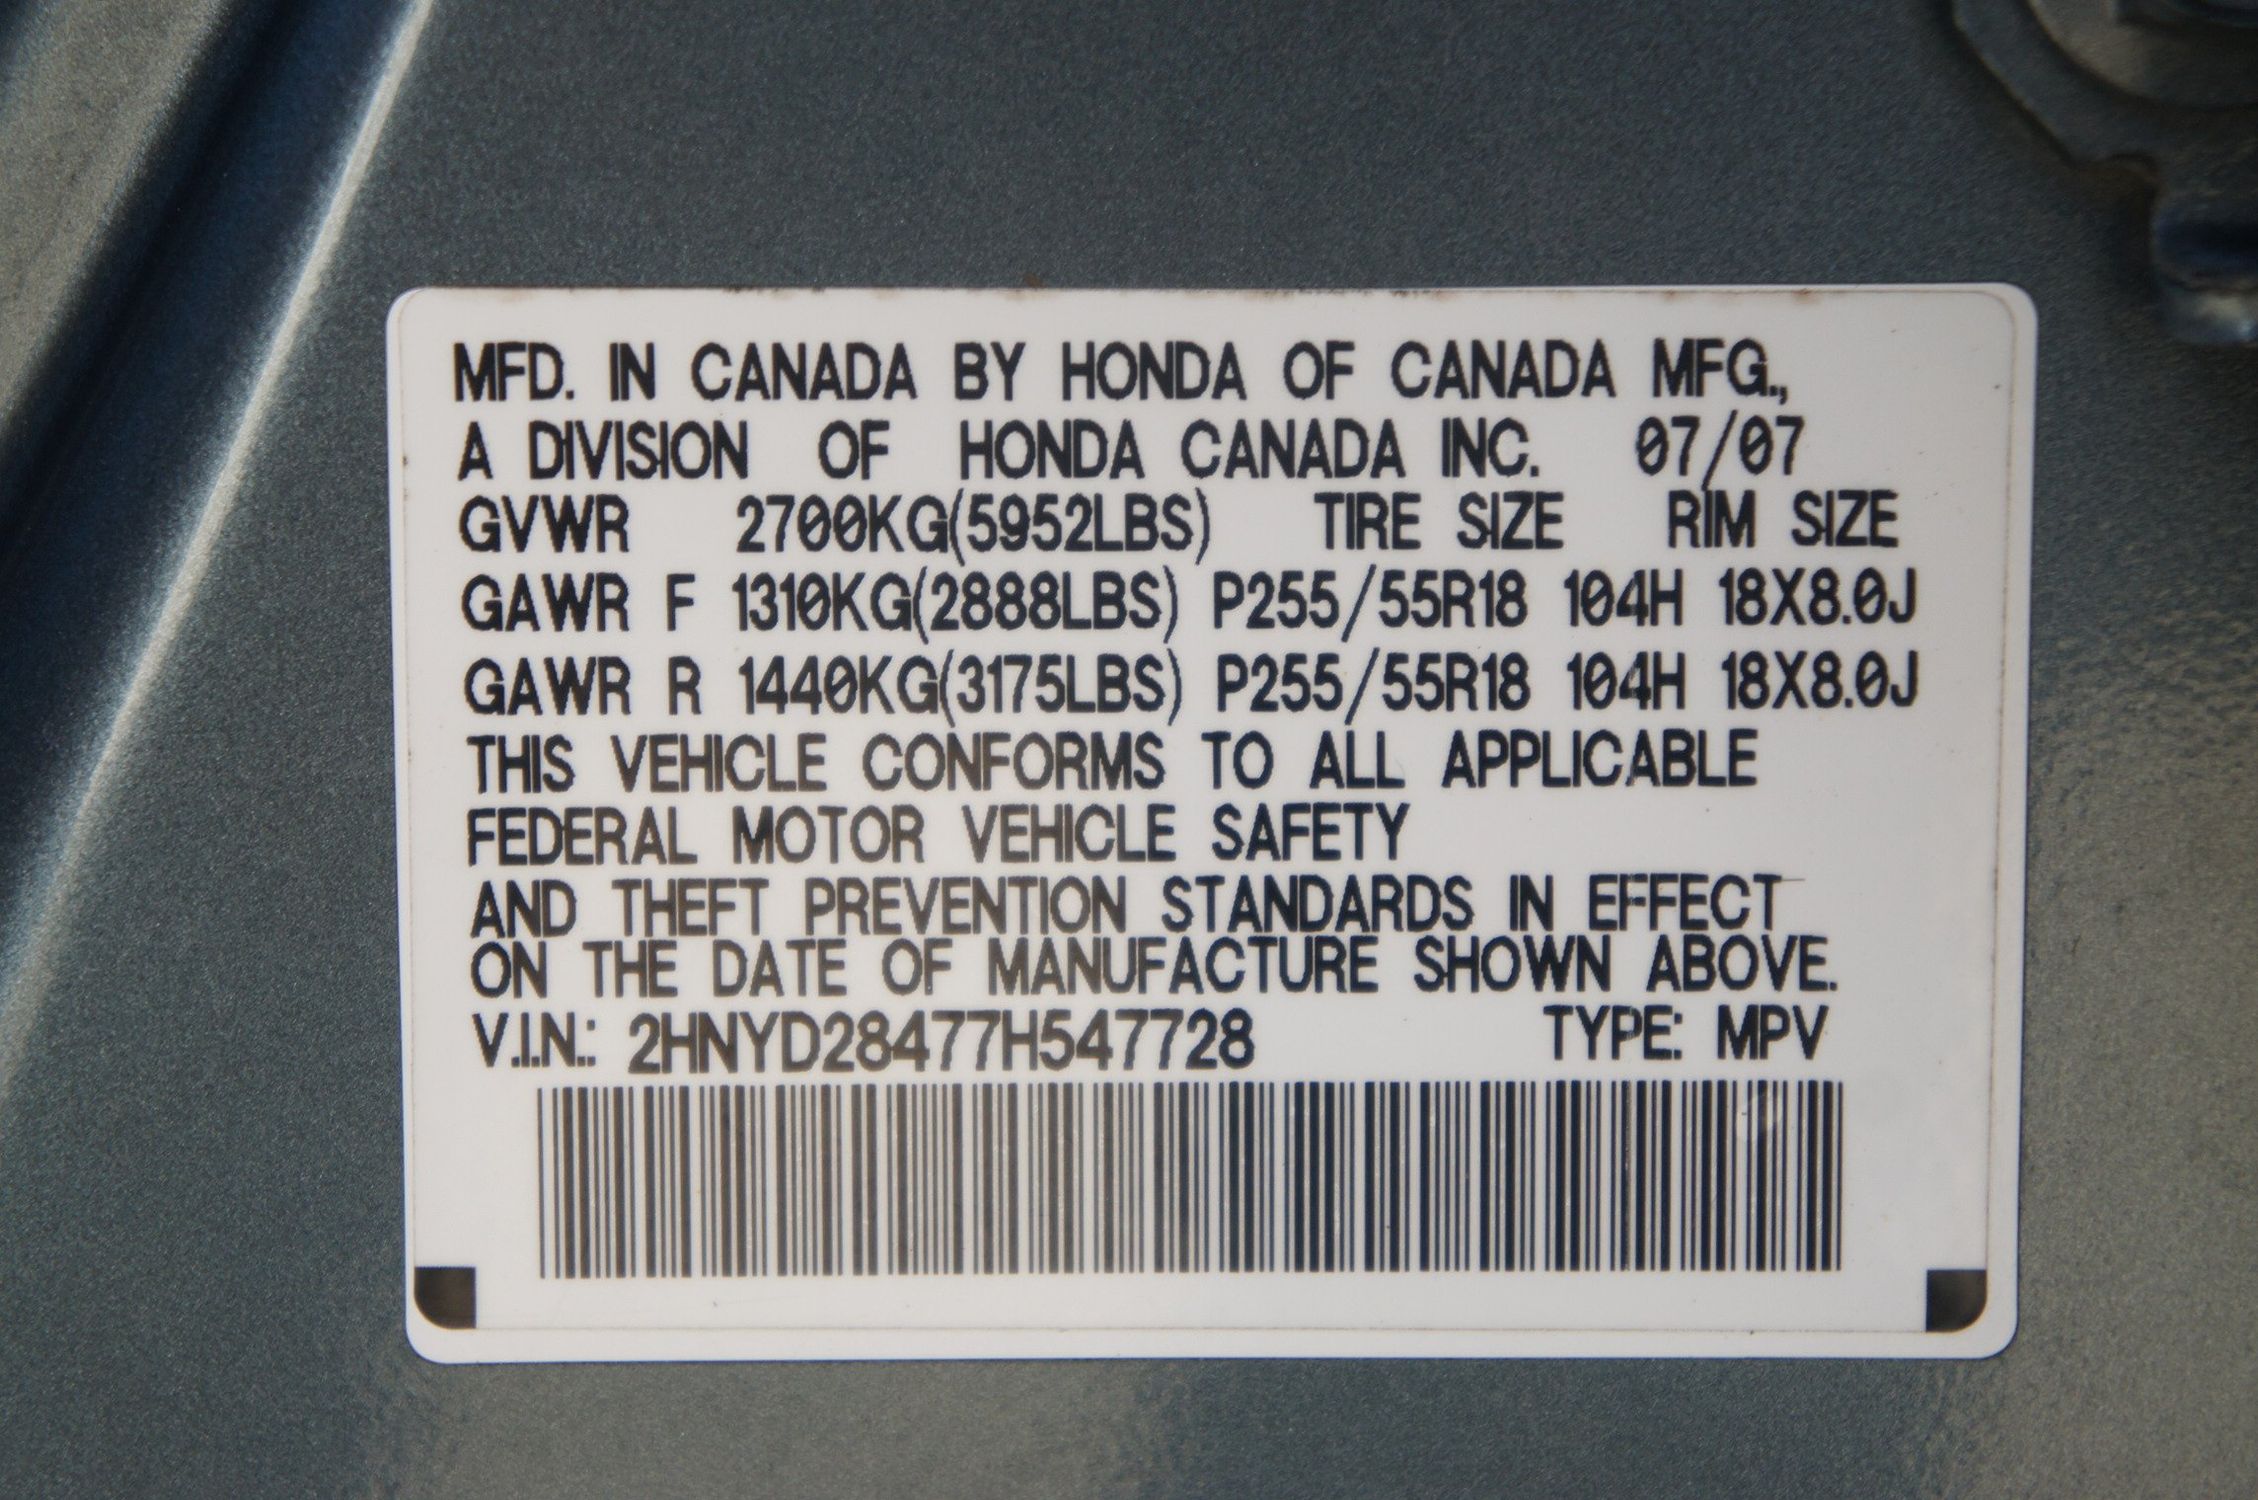 MFD. IN CANADA BY HONDA OF CANADA MFG.,
A DIVISION OF HONDA CANADA INC. 07/07
GVWR 2700KG(5952LBS) TIRE SIZE RIM SIZE
GAWR F 1310KG(2888LBS) P255/55R18 104H 18X8.0J
GAWR R 1440KG(3175LBS) P255/55R18 104H 18X8.0J
THIS VEHICLE CONFORMS TO ALL APPLICABLE
FEDERAL MOTOR VEHICLE SAFETY
AND THEFT PREVENTION STANDARDS IN EFFECT
ON THE DATE OF MANUFACTURE SHOWN ABOVE.
V.I.N.: 2HNYD28477H547728 TYPE: MPV